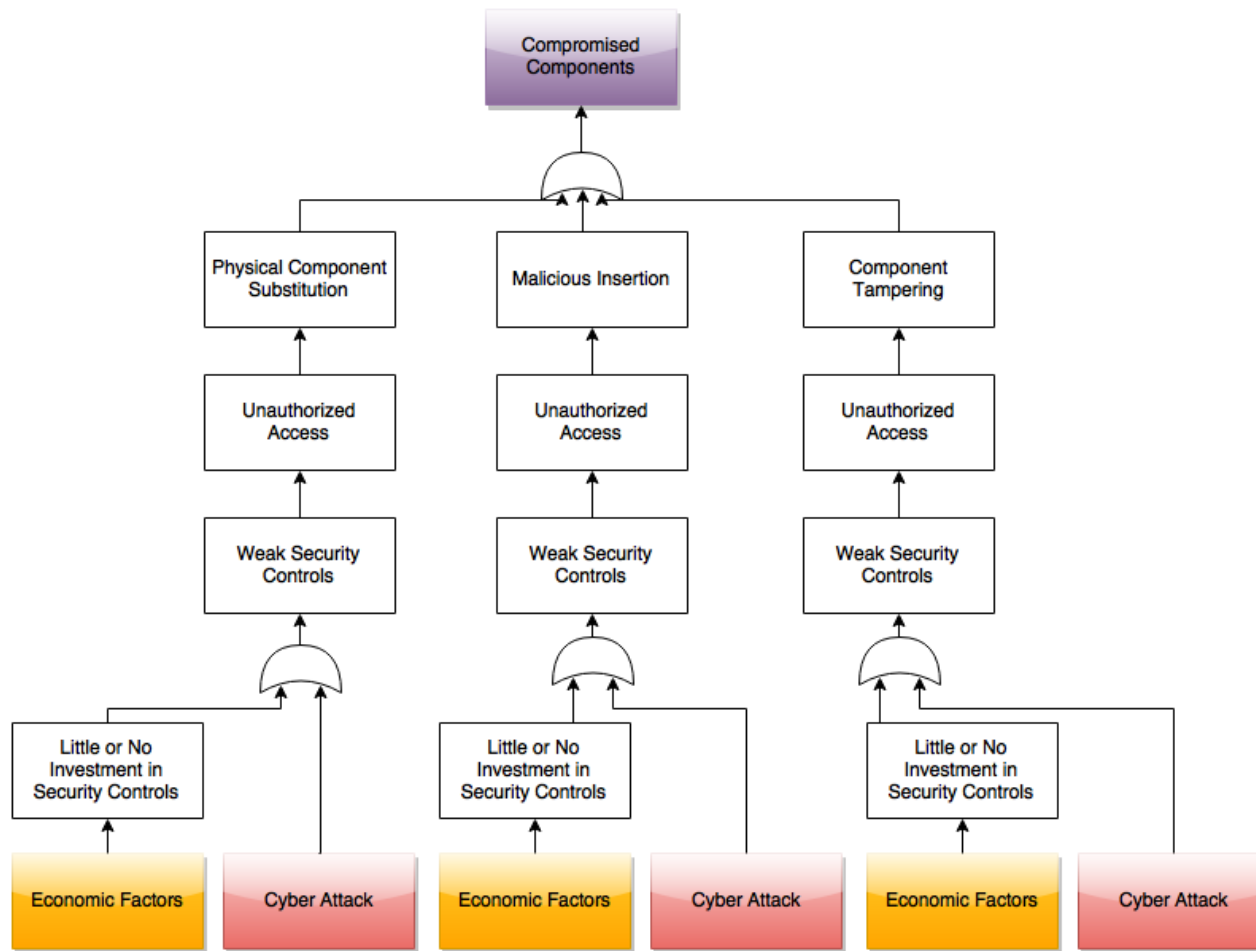 Compromised
Components
Physical Component
Substitution
Malicious Insertion
Component
Tampering
Unauthorized
Access
Unauthorized
Access
Unauthorized
Access
Weak Security
Controls
Weak Security
Controls
Weak Security
Controls
Little or No
Investment in
Security Controls
Little or No
Investment in
Security Controls
Little or No
Investment in
Security Controls
Economic Factors
Cyber Attack
Economic Factors
Cyber Attack
Economic Factors
Cyber Attack